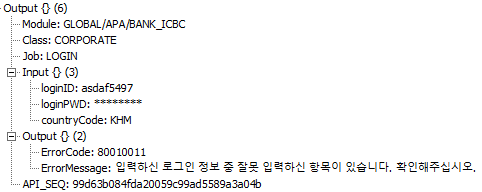 Output {} (6)
Module: GLOBAL/APA/BANK_ICBC
Class: CORPORATE
Job: LOGIN
Input {} (3)
loginID: asdaf5497
loginPWD: ********
countryCode: KHM
Output {} (2)
ErrorCode: 80010011
ErrorMessage: 입력하신 로그인 정보 중 잘못 입력하신 항목이 있습니다. 확인해주십시오.
API_SEQ: 99d63b084fda20059c99ad5589a3a04b